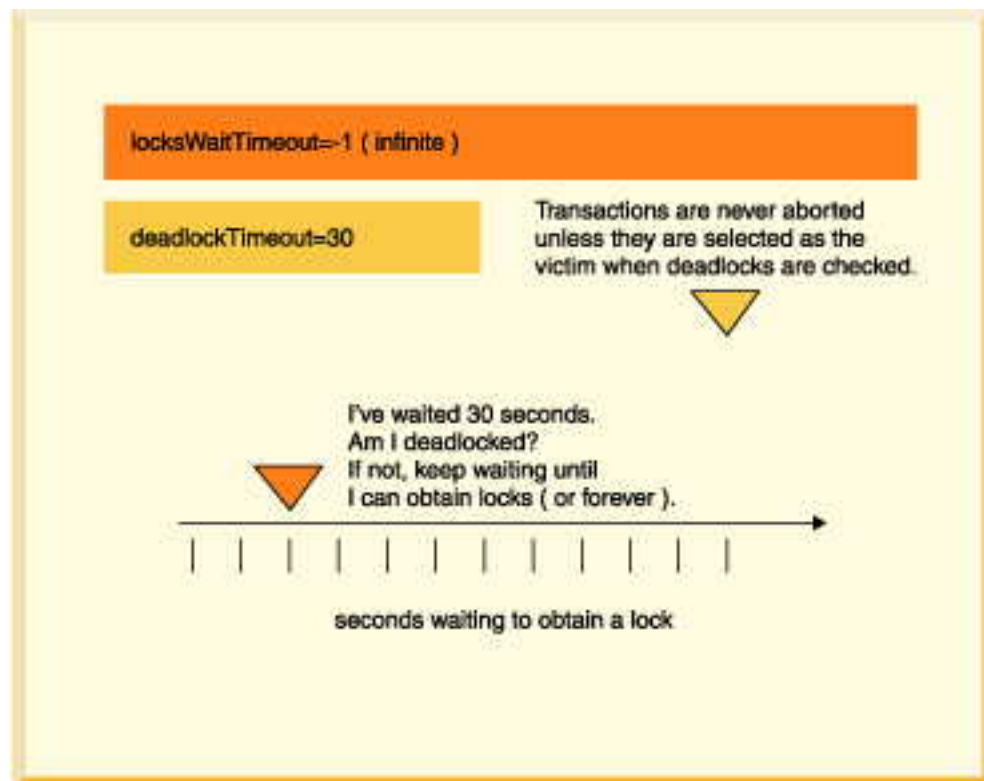 locksWaitTimeout=-1 ( infinite )
deadlockTimeout=30
Transactions are never aborted
unless they are selected as the
victim when deadlocks are checked.
I've waited 30 seconds.
Am I deadlocked?
If not, keep waiting until
I can obtain locks ( or forever ).
seconds waiting to obtain a lock